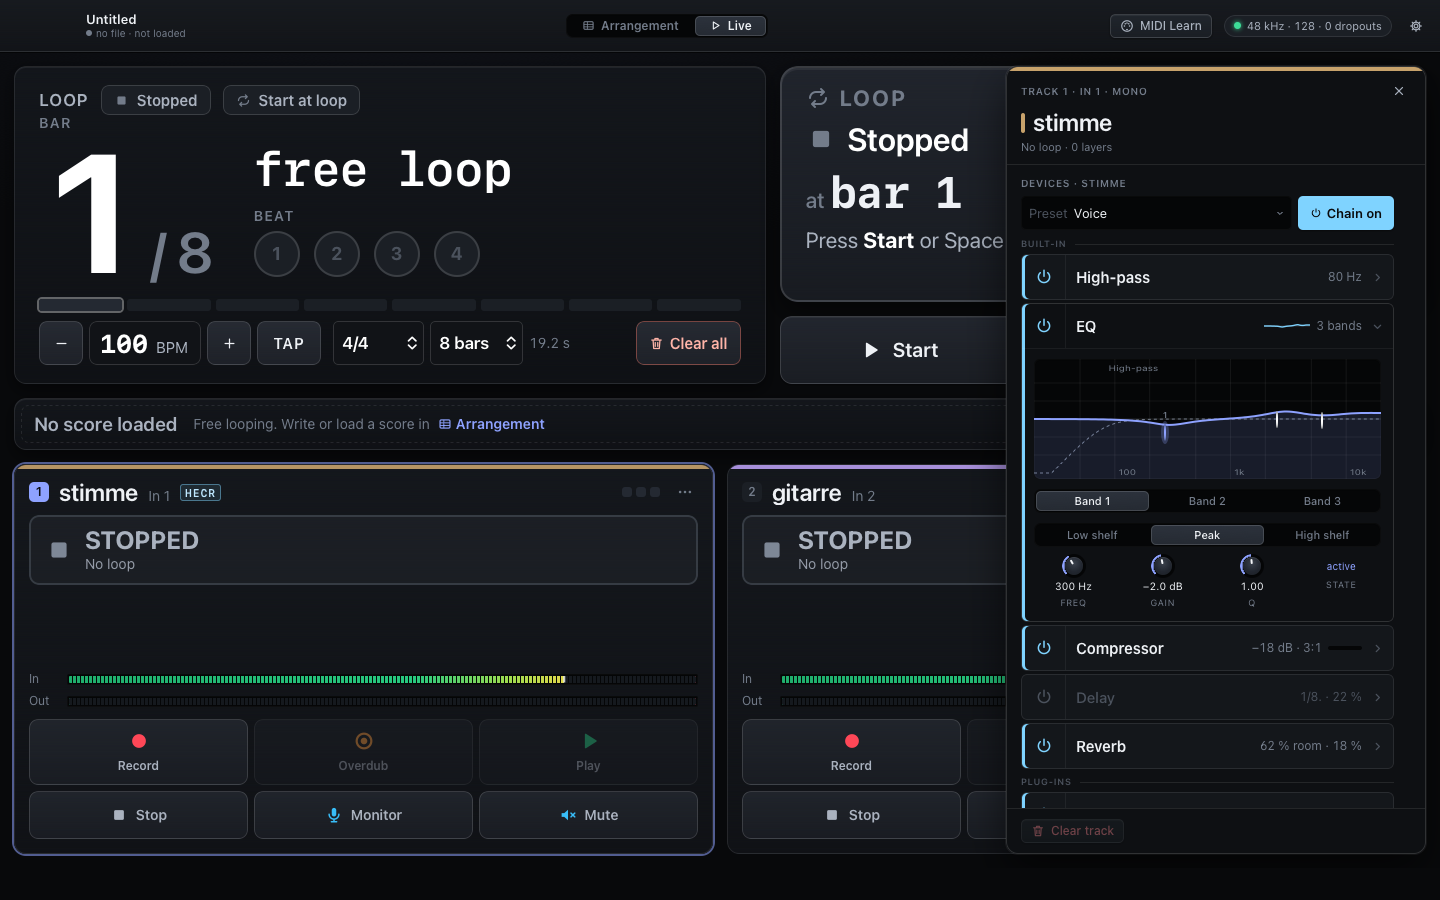 Untitled
no file · not loaded
Arrangement
Live
MIDI Learn
48 kHz · 128 · 0 dropouts
LOOP
Stopped
Start at loop
BAR
1
/ 8
free loop
BEAT
1
2
3
4
−
100 BPM
+
TAP
4/4
8 bars
19.2 s
Clear all
LOOP
Stopped
at bar 1
Press Start or Space
Start
No score loaded
Free looping. Write or load a score in
Arrangement
1
stimme
In 1
HECR
···
STOPPED
No loop
In
Out
Record
Overdub
Play
Stop
Monitor
Mute
2
gitarre
In 2
STOPPED
No loop
In
Out
Record
Stop
TRACK 1 · IN 1 · MONO
stimme
No loop · 0 layers
DEVICES · STIMME
Preset Voice
Chain on
BUILT-IN
High-pass
80 Hz
EQ
3 bands
High-pass
1
100
1k
10k
Band 1
Band 2
Band 3
Low shelf
Peak
High shelf
300 Hz
−2.0 dB
1.00
active
FREQ
GAIN
Q
STATE
Compressor
−18 dB · 3:1
Delay
1/8. · 22 %
Reverb
62 % room · 18 %
PLUG-INS
Clear track